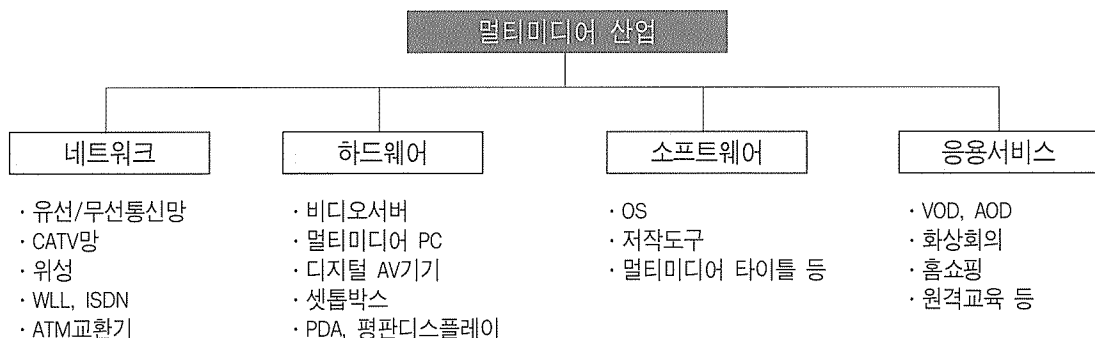 멀티미디어 산업
네트워크
· 유선/무선통신망
· CATV망
· 위성
· WLL, ISDN
· ATM교환기
하드웨어
· 비디오서버
· 멀티미디어 PC
· 디지털 AV기기
· 셋톱박스
· PDA, 평판디스플레이
소프트웨어
· OS
· 저작도구
· 멀티미디어 타이틀 등
응용서비스
· VOD, AOD
· 화상회의
· 홈쇼핑
· 원격교육 등